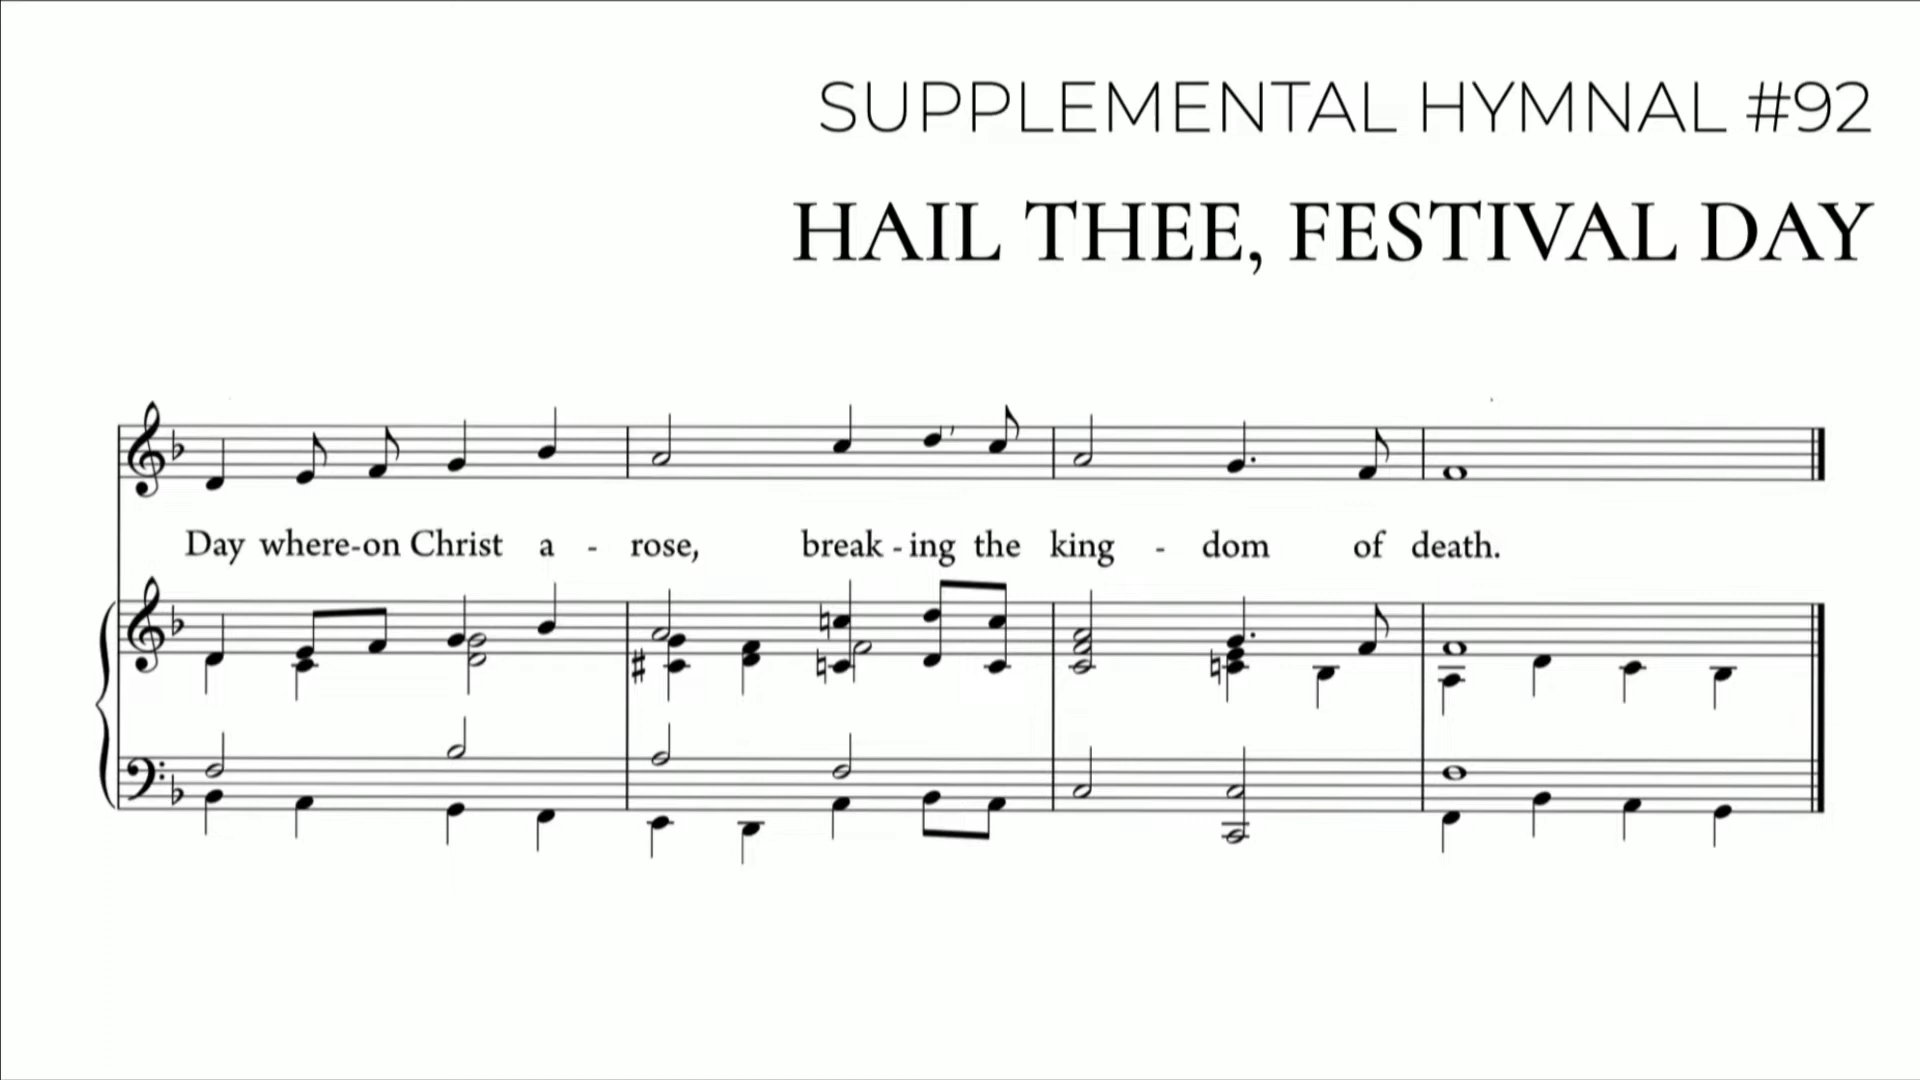 SUPPLEMENTAL HYMNAL #92
HAIL THEE, FESTIVAL DAY
Day where-on Christ a - rose, break - ing the king - dom of death.